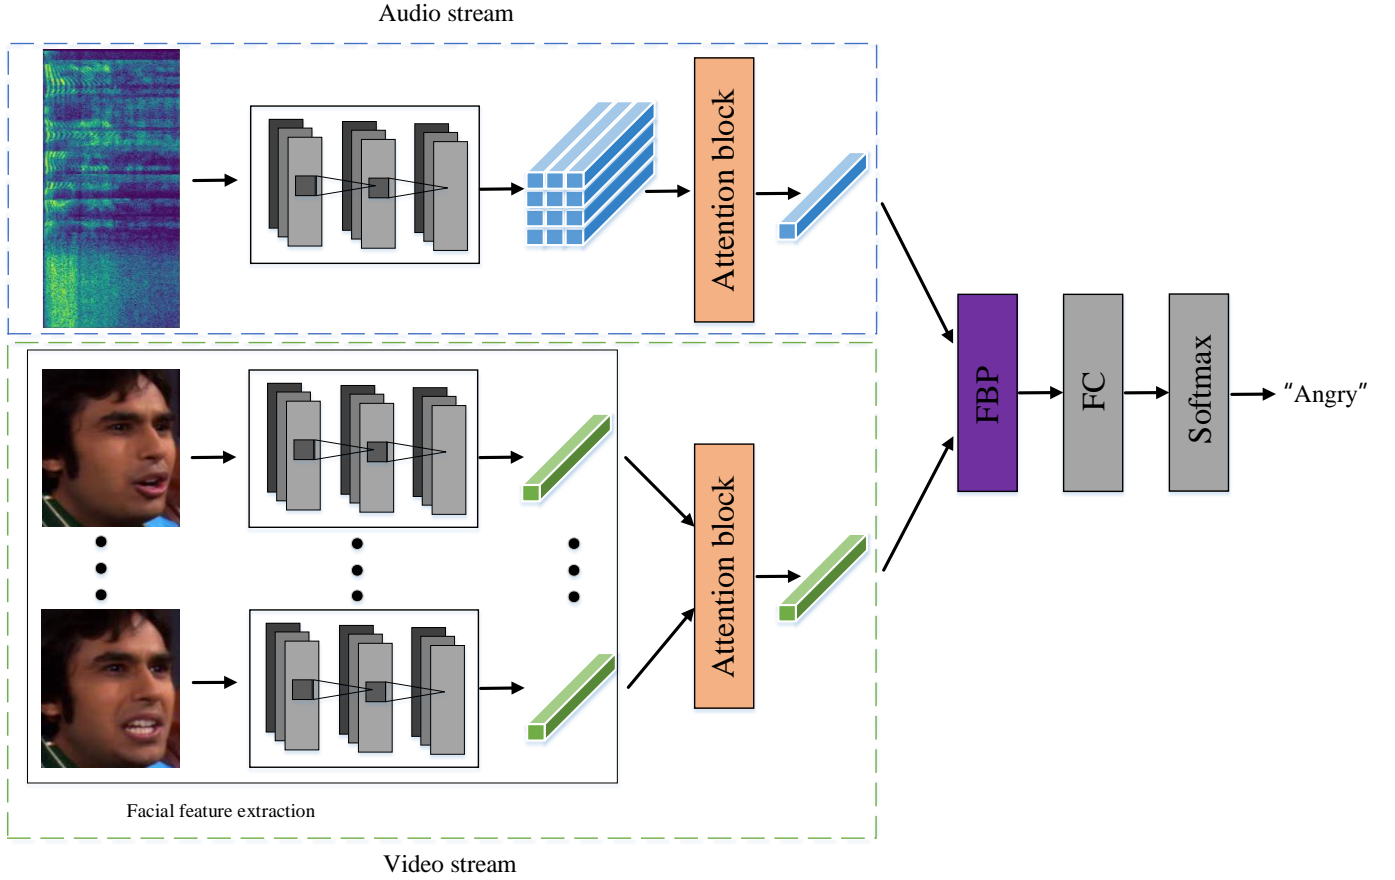 Audio stream
Attention block
FBP
FC
Softmax
“Angry”
Attention block
Facial feature extraction
Video stream